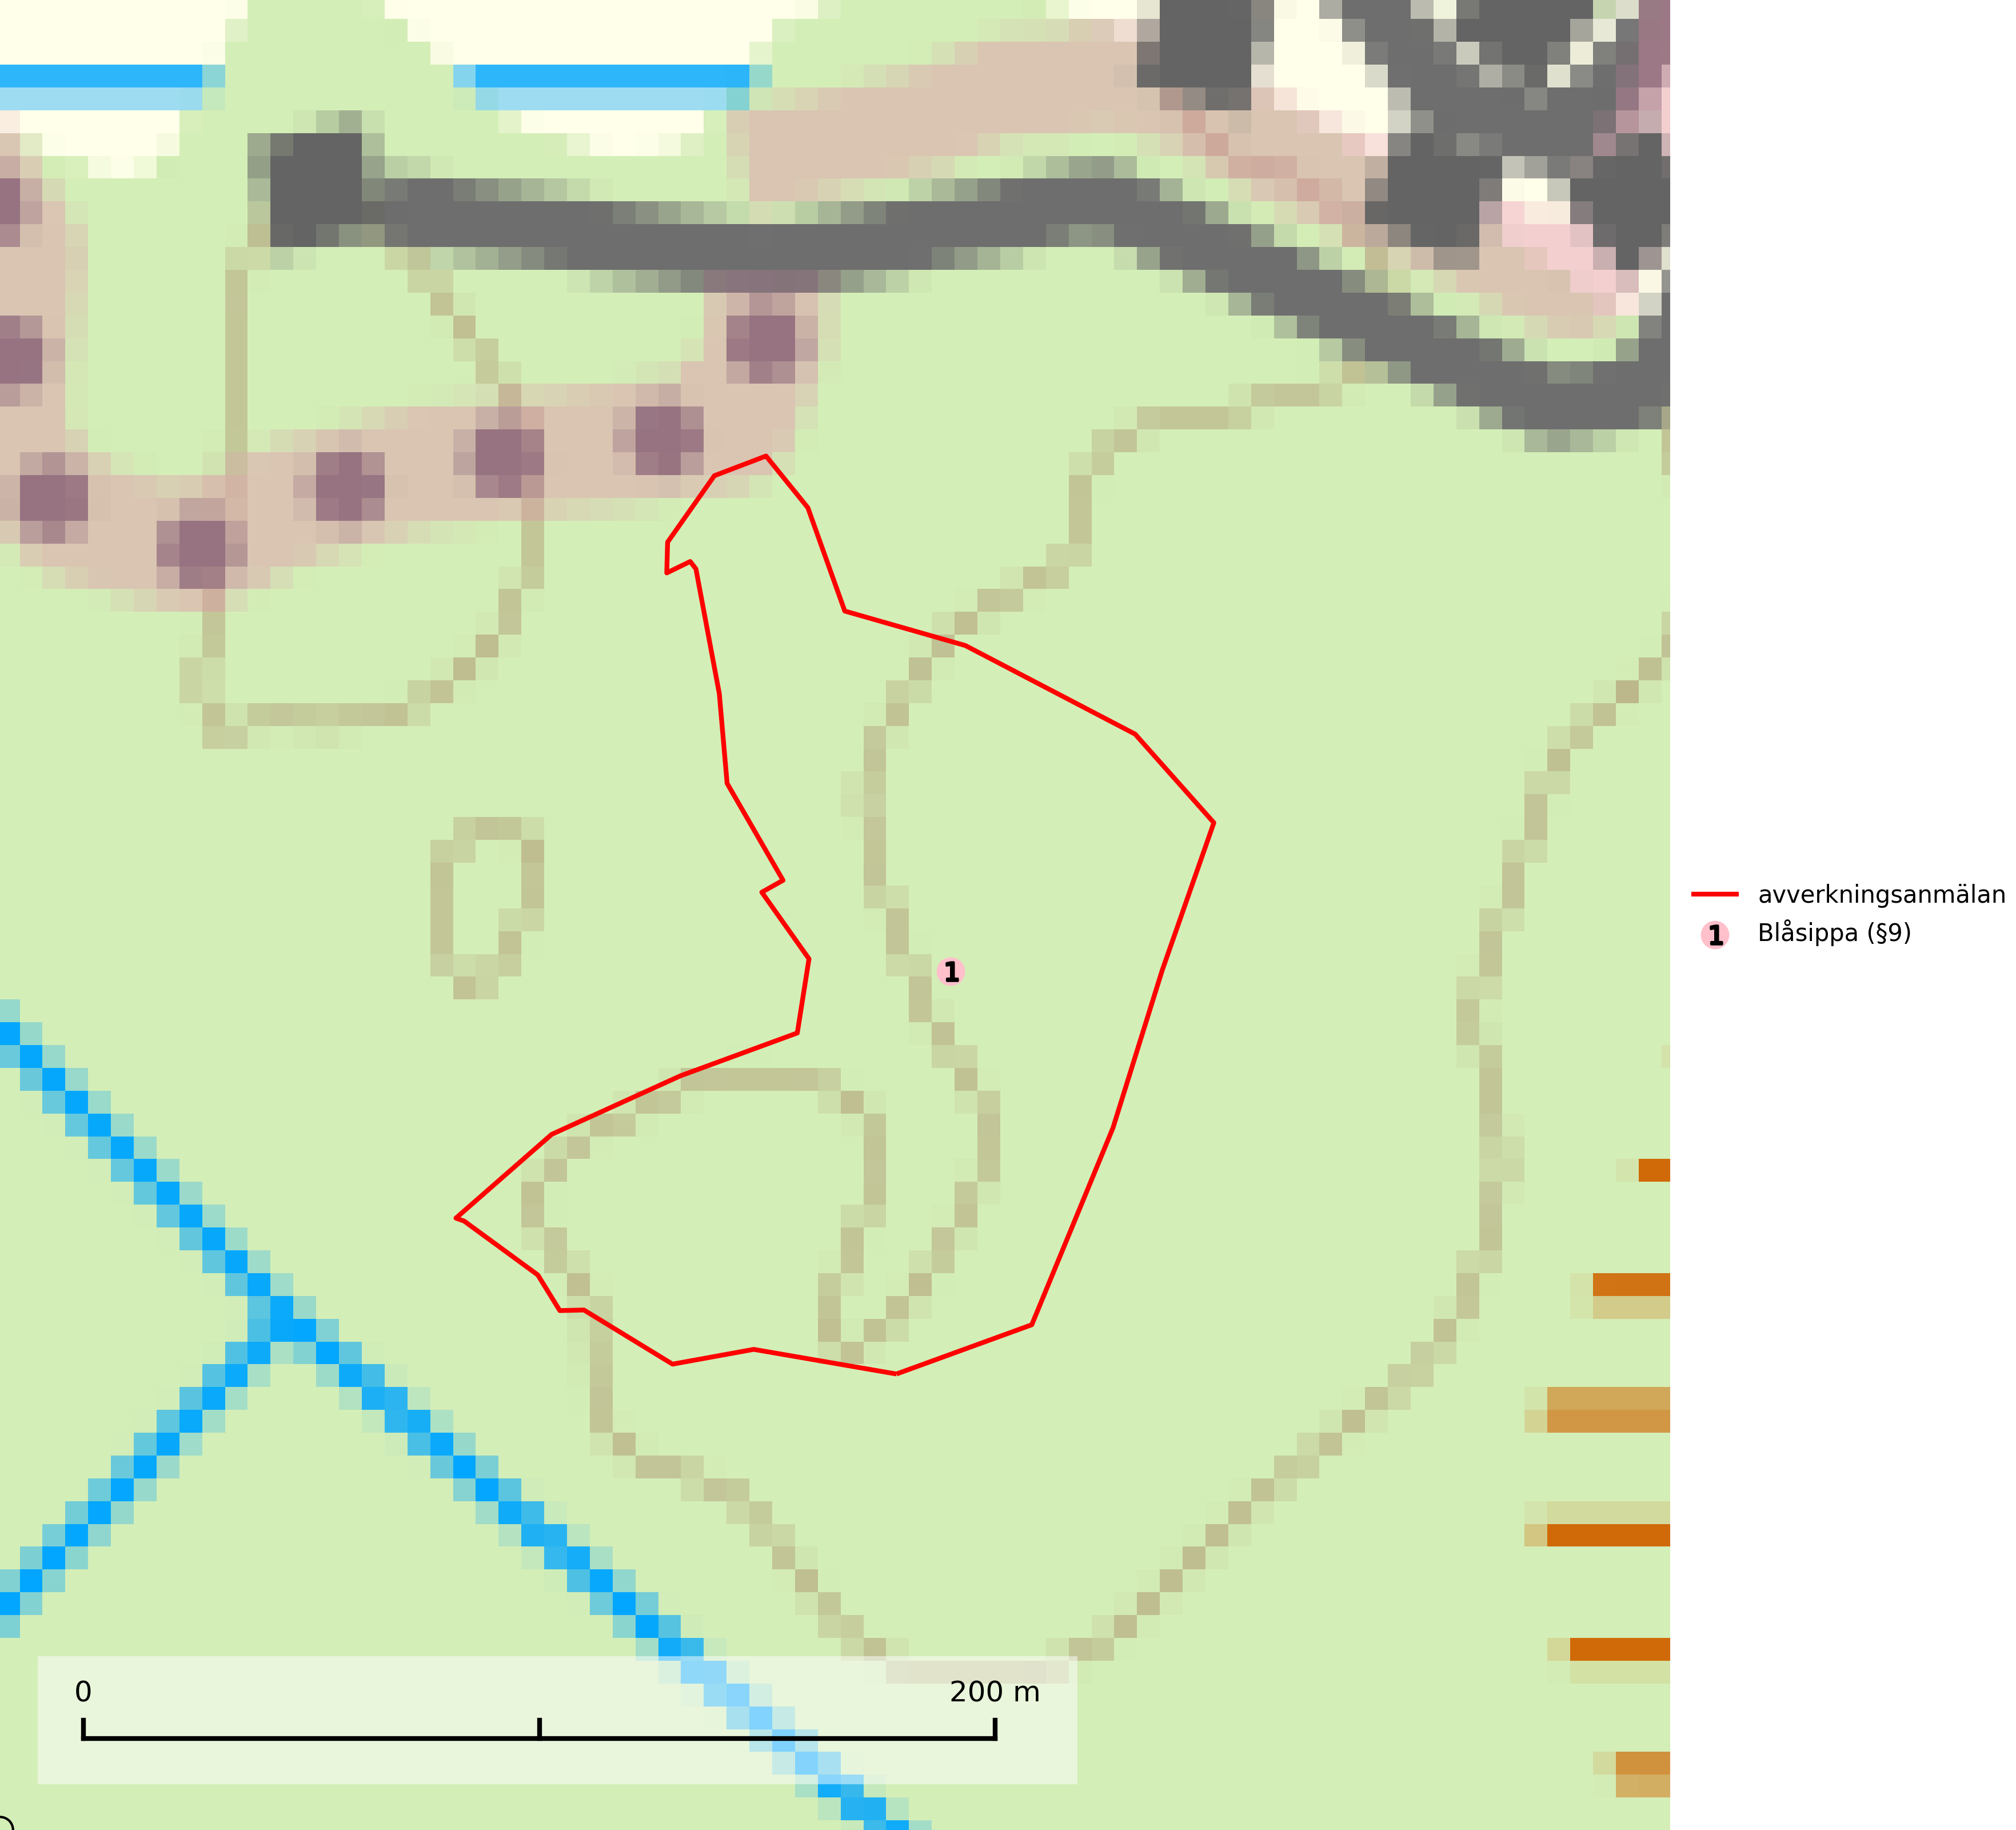 1
avverkningsanmälan
1 Blåsippa (§9)
0 200 m